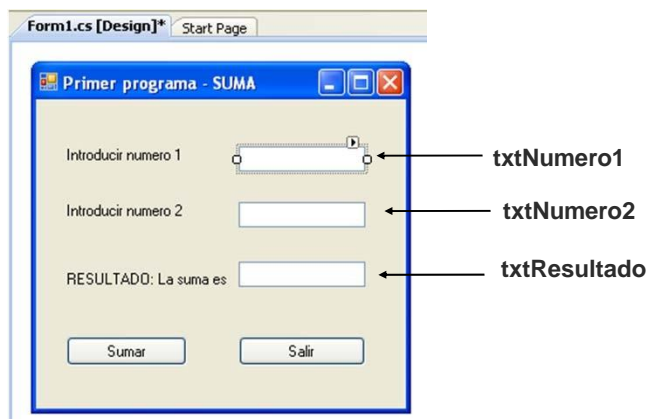 Form1.cs [Design]* Start Page
Primer programa - SUMA
Introducir numero 1 txtNumero1
Introducir numero 2 txtNumero2
RESULTADO: La suma es txtResultado
Sumar Salir